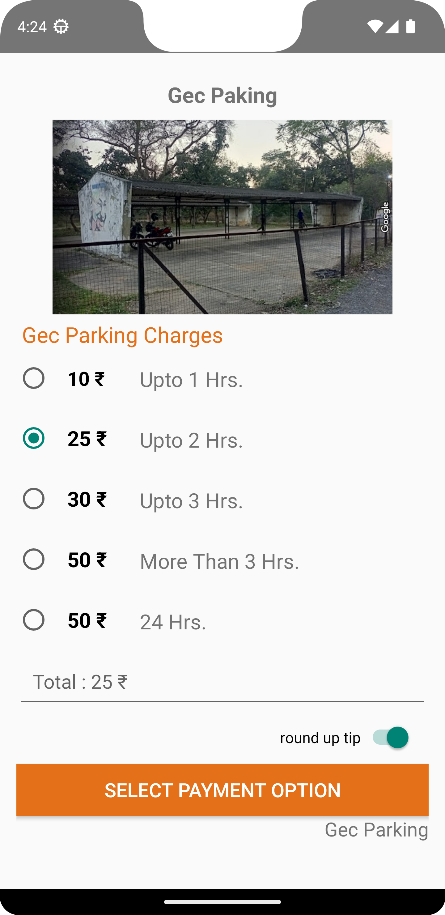 4:24
Gec Paking
Google
Gec Parking Charges
10 ₹ Upto 1 Hrs.
25 ₹ Upto 2 Hrs.
30 ₹ Upto 3 Hrs.
50 ₹ More Than 3 Hrs.
50 ₹ 24 Hrs.
Total : 25 ₹
round up tip
SELECT PAYMENT OPTION
Gec Parking